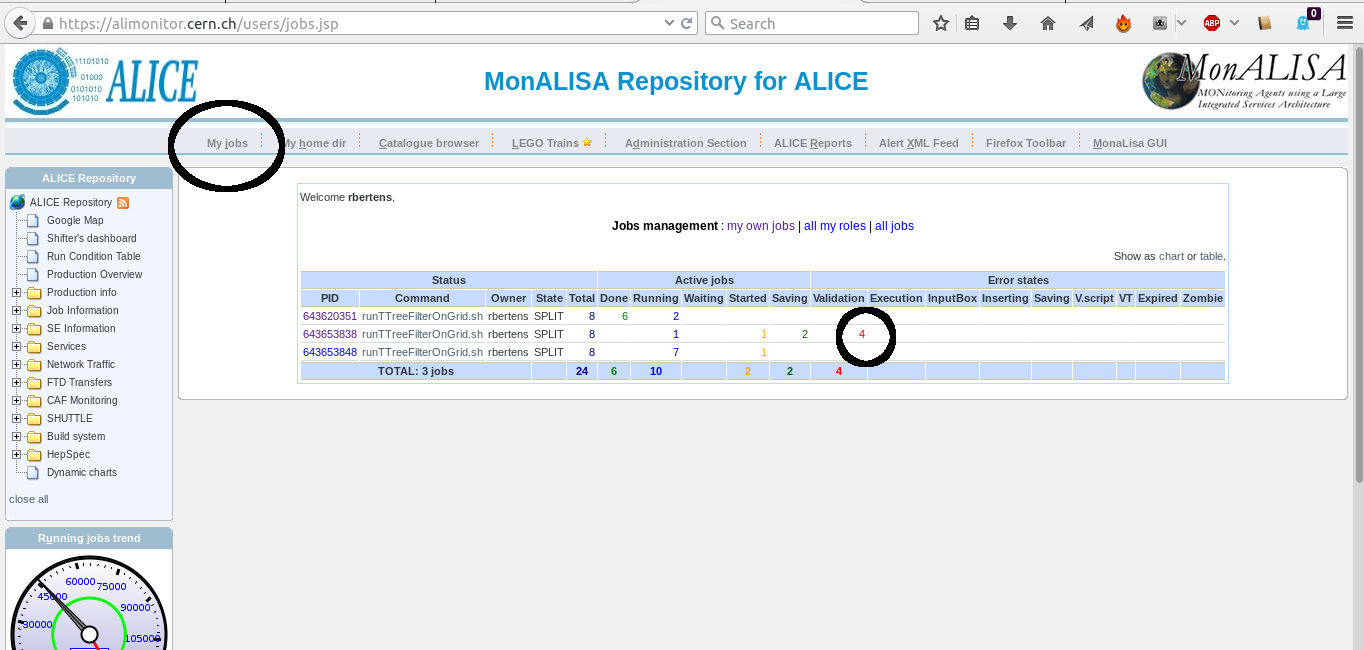 https://alimonitor.cern.ch/users/jobs.jsp
Search
ABP
0
11101010
01000
0101010
101010
ALICE
MonALISA Repository for ALICE
MonALISA
MONitoring Agents using a Large
Integrated Services Architecture
My jobs My home dir Catalogue browser LEGO Trains Administration Section ALICE Reports Alert XML Feed Firefox Toolbar MonaLisa GUI
ALICE Repository
ALICE Repository
Google Map
Shifter's dashboard
Run Condition Table
Production Overview
Production info
Job Information
SE Information
Services
Network Traffic
FTD Transfers
CAF Monitoring
SHUTTLE
Build system
HepSpec
Dynamic charts
close all
Running jobs trend
30000
45000
60000
75000
90000
105000
Welcome rbertens,
Jobs management : my own jobs | all my roles | all jobs
Show as chart or table.
Status Active jobs Error states
PID Command Owner State Total Done Running Waiting Started Saving Validation Execution InputBox Inserting Saving V.script VT Expired Zombie
643620351 runTTreeFilterOnGrid.sh rbertens SPLIT 8 6 2
643653838 runTTreeFilterOnGrid.sh rbertens SPLIT 8 1 1 2 4
643653848 runTTreeFilterOnGrid.sh rbertens SPLIT 8 7 1
TOTAL: 3 jobs 24 6 10 2 2 4